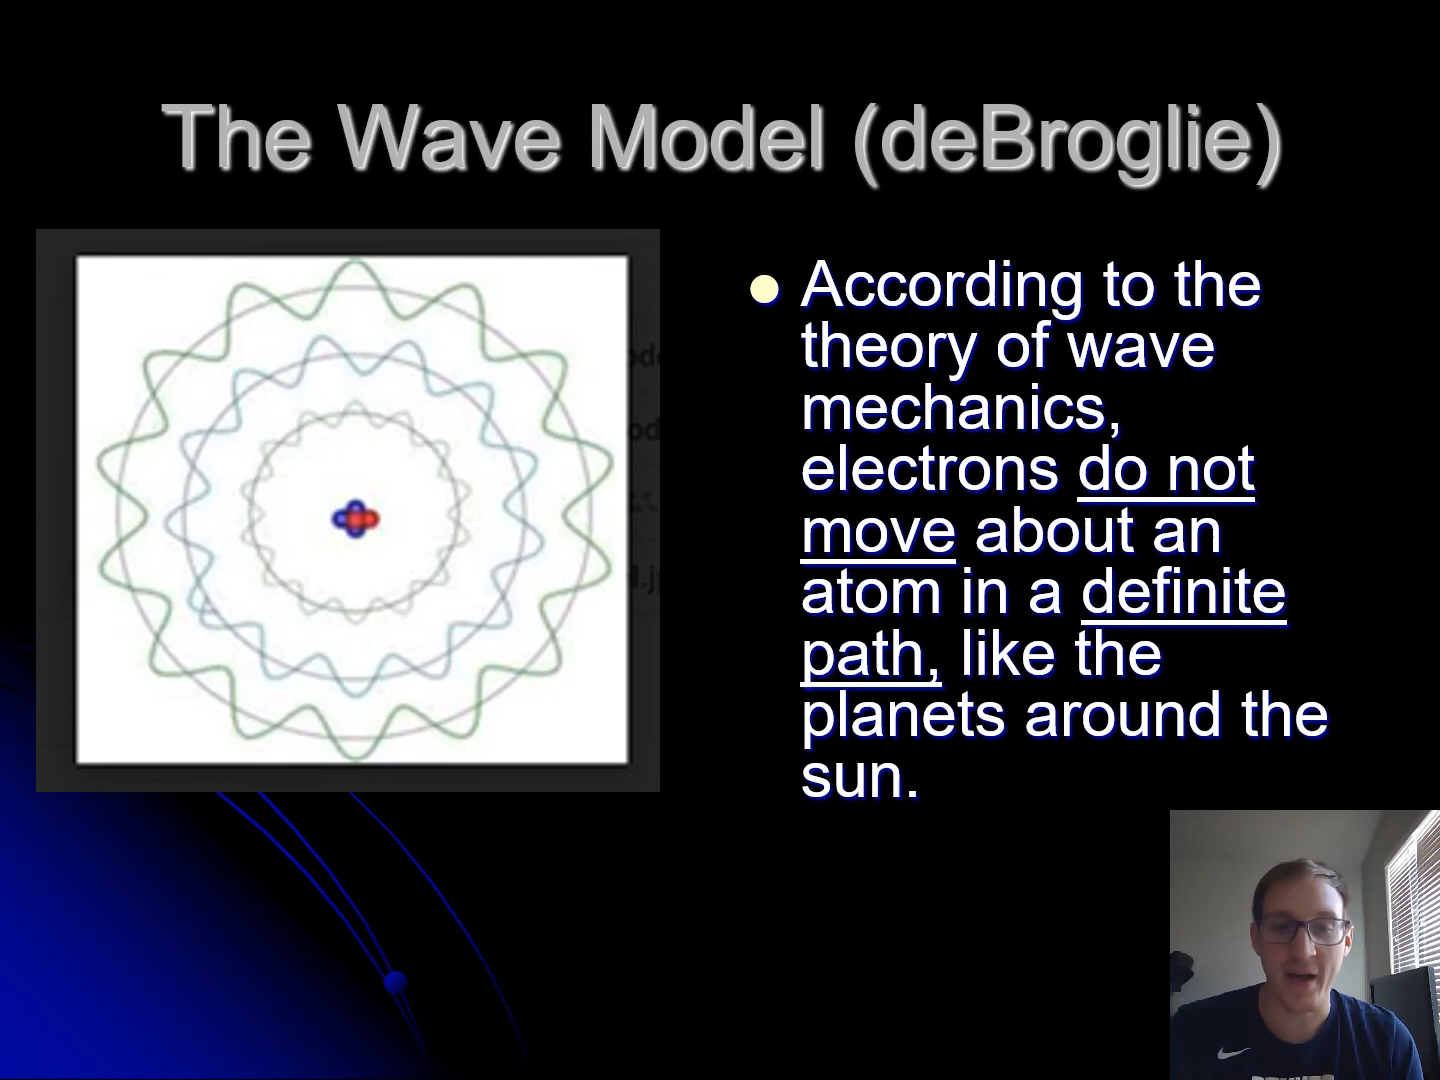 The Wave Model (deBroglie)
According to the
theory of wave
mechanics,
electrons do not
move about an
atom in a definite
path, like the
planets around the
sun.